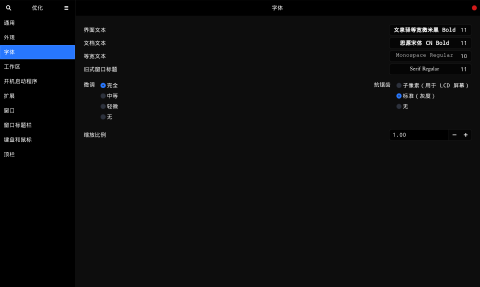 优化
字体
通用
外观
字体
工作区
开机启动程序
扩展
窗口
窗口标题栏
键盘和鼠标
顶栏
界面文本
文泉驿等宽微米黑 Bold 11
文档文本
思源宋体 CN Bold 11
等宽文本
Monospace Regular 10
旧式窗口标题
Serif Regular 11
微调
完全
中等
轻微
无
抗锯齿
子像素（用于 LCD 屏幕）
标准（灰度）
无
缩放比例
1.00